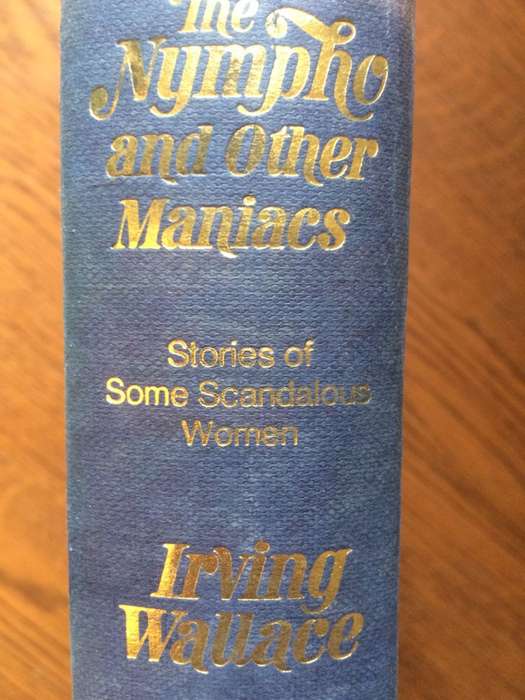 The
Nympho
and Other
Maniacs
Stories of
Some Scandalous
Women
Irving
Wallace